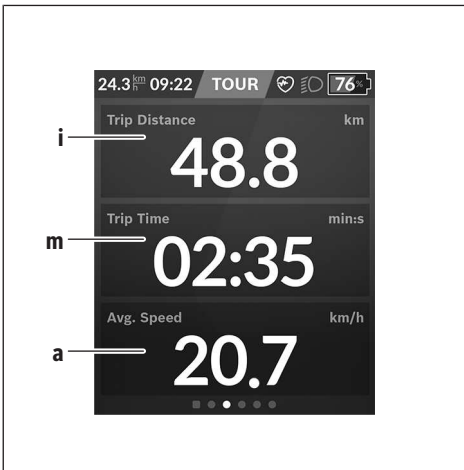 24.3 km/h 09:22 TOUR 76%
Trip Distance km
i
48.8
Trip Time min:s
m
02:35
Avg. Speed km/h
a
20.7